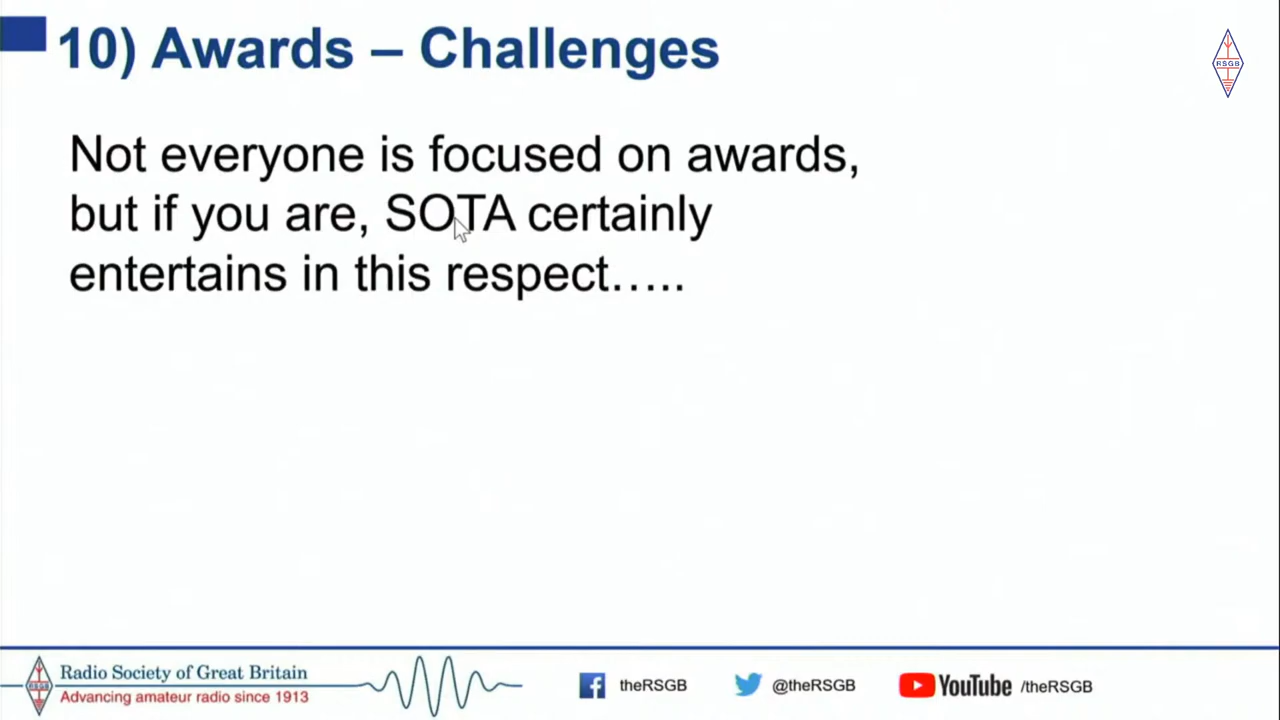 10) Awards – Challenges
RSGB
Not everyone is focused on awards,
but if you are, SOTA certainly
entertains in this respect…..
RSGB
Radio Society of Great Britain
Advancing amateur radio since 1913
theRSGB
@theRSGB
YouTube /theRSGB